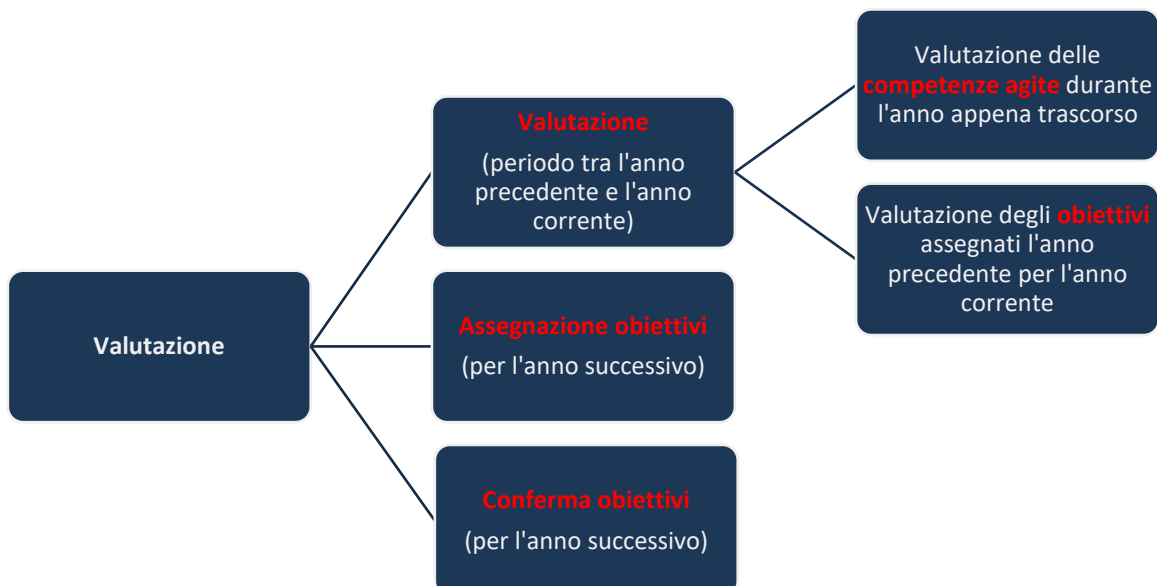 Valutazione
Valutazione
(periodo tra l'anno
precedente e l'anno
corrente)
Assegnazione obiettivi
(per l'anno successivo)
Conferma obiettivi
(per l'anno successivo)
Valutazione delle
competenze agite durante
l'anno appena trascorso
Valutazione degli obiettivi
assegnati l'anno
precedente per l'anno
corrente